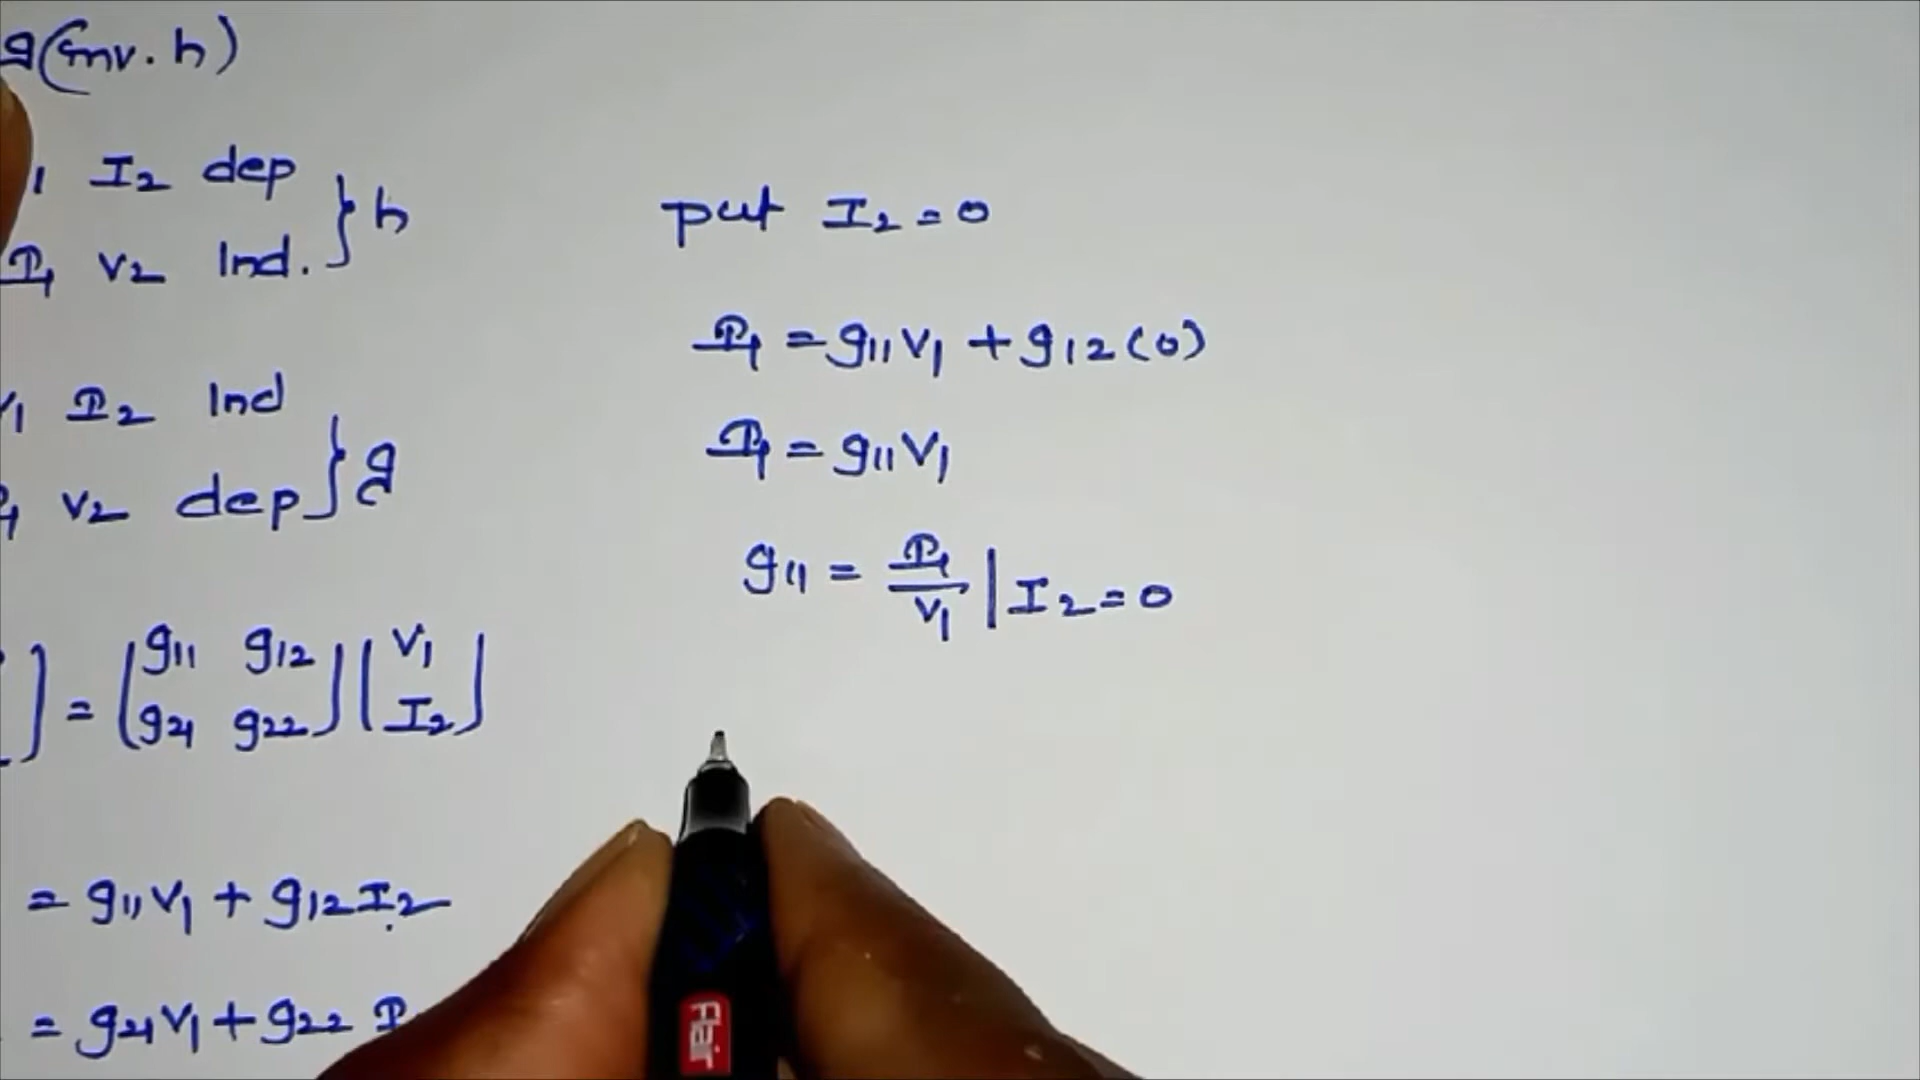 g(inv. h)
1 I2 dep
I1 V2 Ind. } h
V1 I2 Ind
I1 V2 dep } g
] = [g11 g12] [V1]
[g21 g22] [I2]
= g11V1 + g12I2
= g21V1 + g22 I
put I2 = 0
I1 = g11V1 + g12(0)
I1 = g11V1
g11 = I1/V1 | I2 = 0
Flair